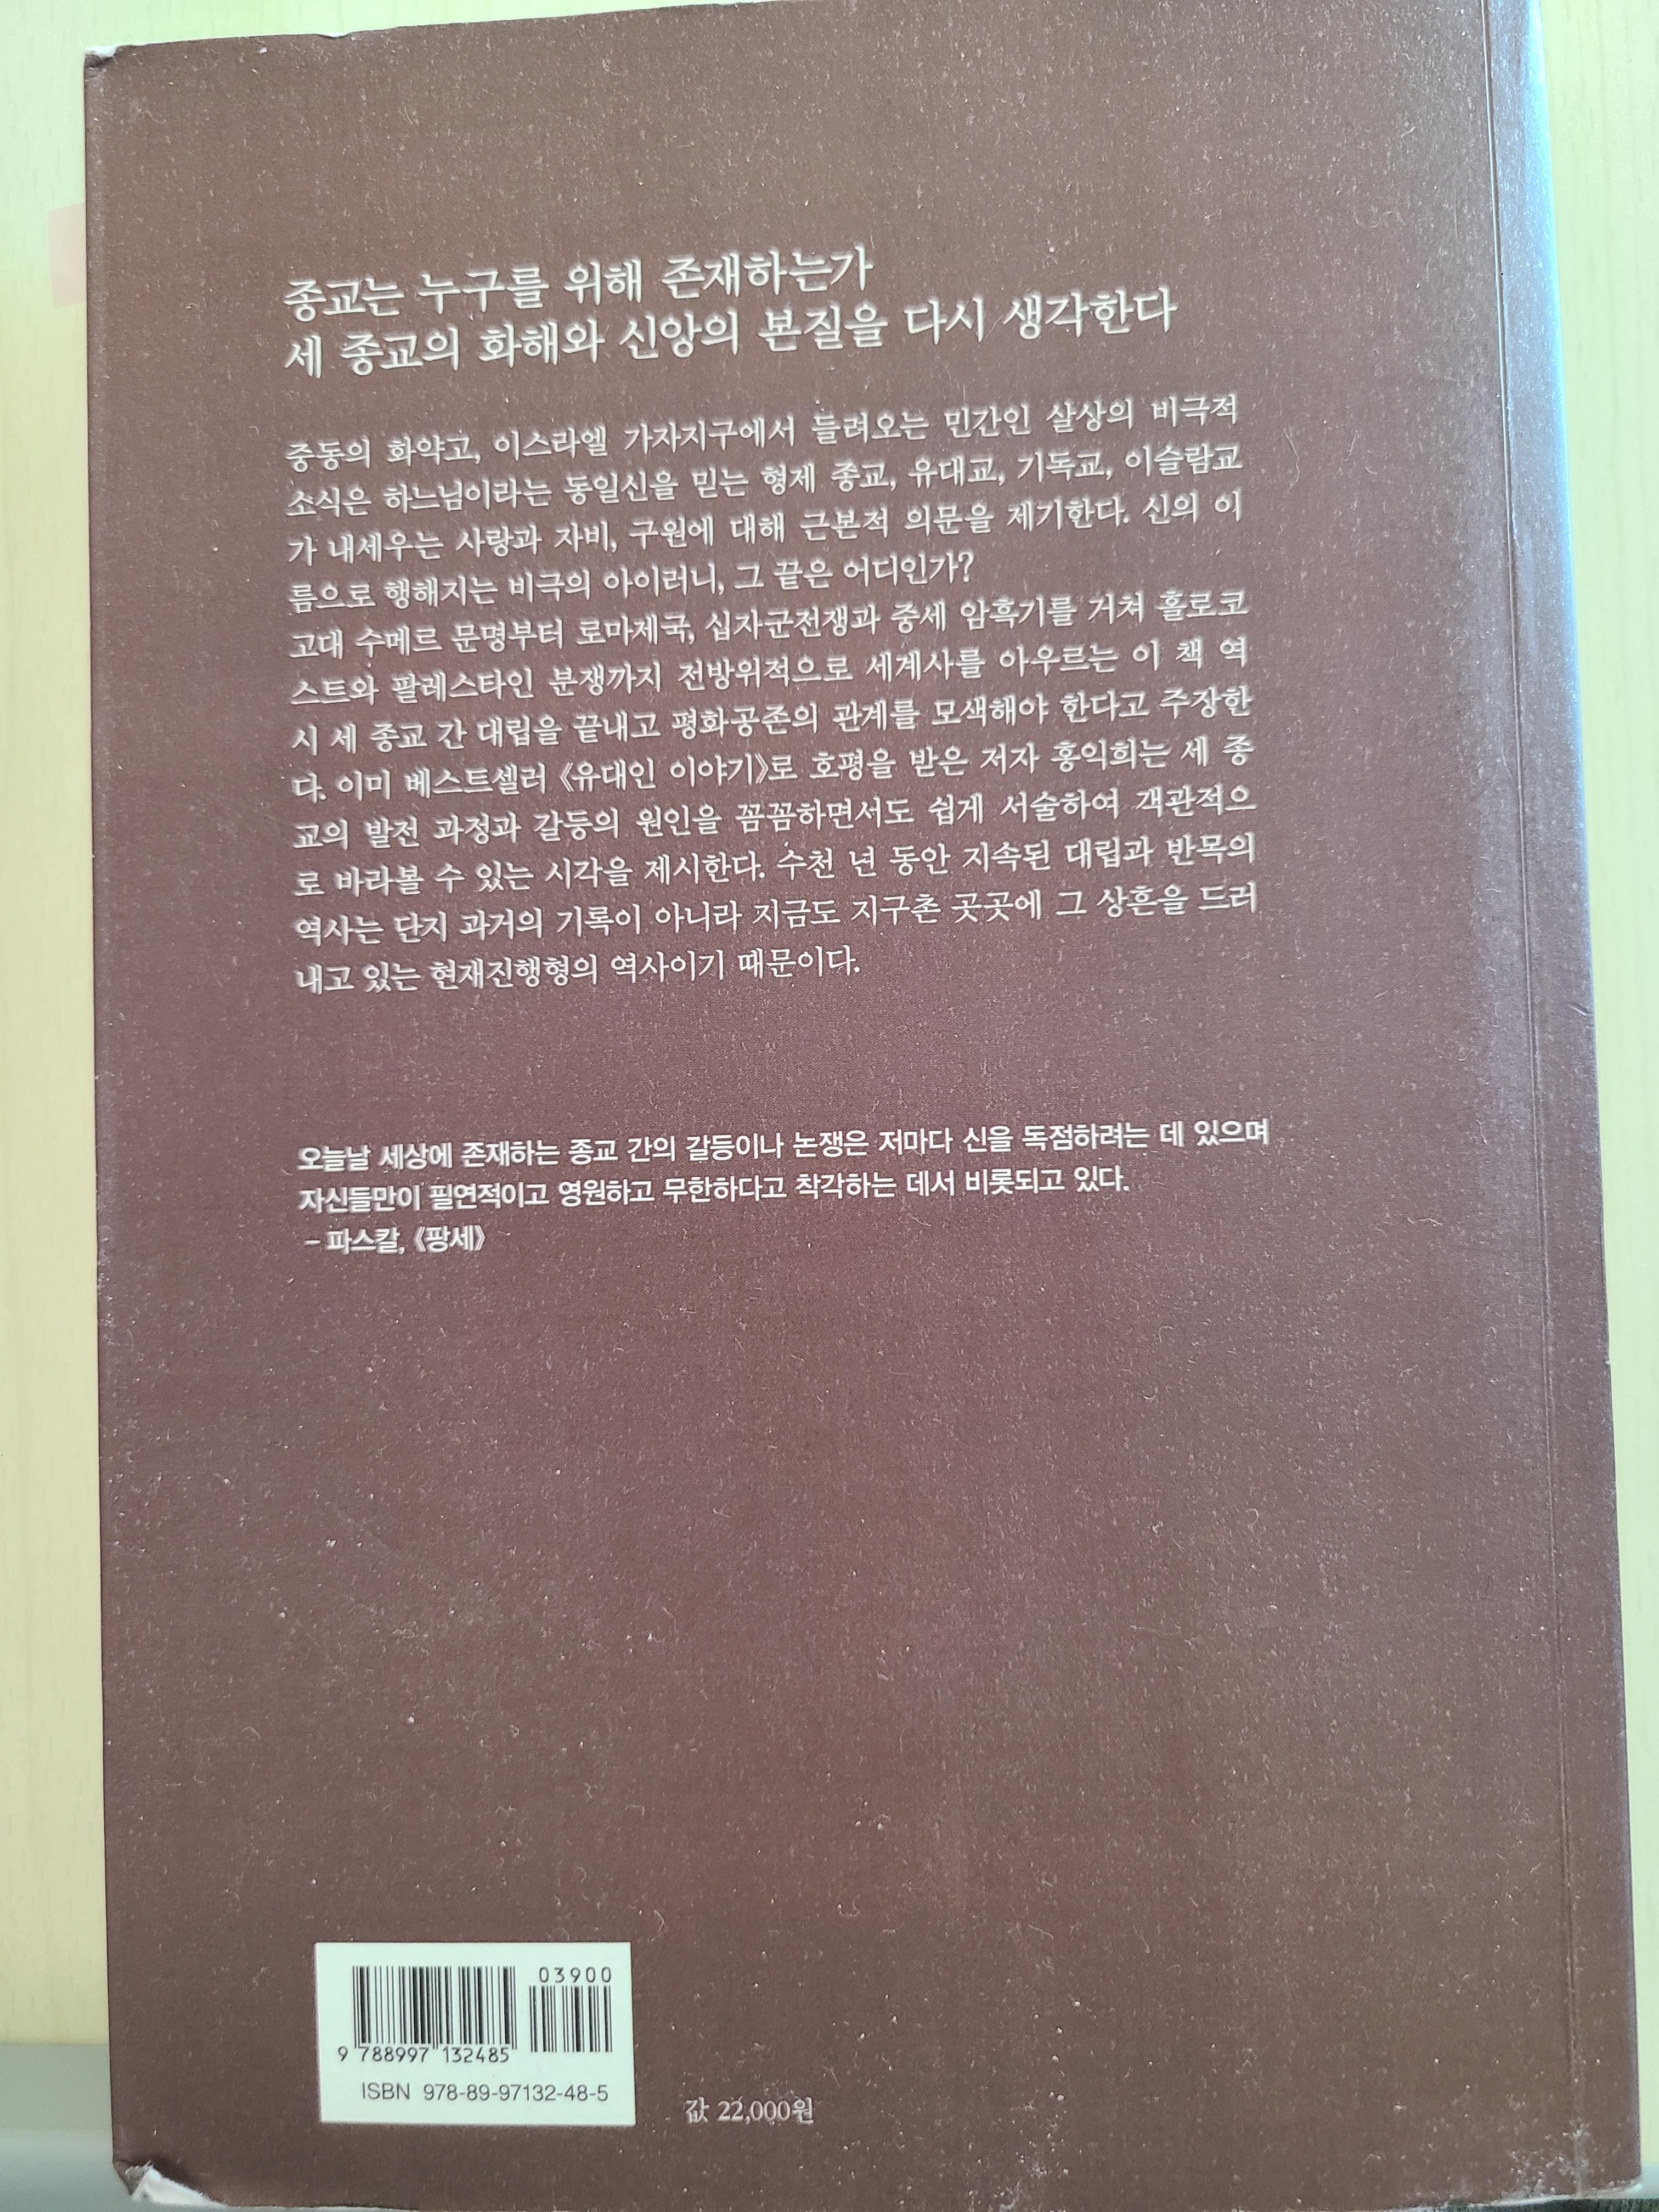 종교는 누구를 위해 존재하는가
세 종교의 화해와 신앙의 본질을 다시 생각한다
중동의 화약고, 이스라엘 가자지구에서 들려오는 민간인 살상의 비극적
소식은 하느님이라는 동일신을 믿는 형제 종교, 유대교, 기독교, 이슬람교
가 내세우는 사랑과 자비, 구원에 대해 근본적 의문을 제기한다. 신의 이
름으로 행해지는 비극의 아이러니, 그 끝은 어디인가?
고대 수메르 문명부터 로마제국, 십자군전쟁과 중세 암흑기를 거쳐 홀로코
스트와 팔레스타인 분쟁까지 전방위적으로 세계사를 아우르는 이 책 역
시 세 종교 간 대립을 끝내고 평화공존의 관계를 모색해야 한다고 주장한
다. 이미 베스트셀러 《유대인 이야기》로 호평을 받은 저자 홍익희는 세 종
교의 발전 과정과 갈등의 원인을 꼼꼼하면서도 쉽게 서술하여 객관적으
로 바라볼 수 있는 시각을 제시한다. 수천 년 동안 지속된 대립과 반목의
역사는 단지 과거의 기록이 아니라 지금도 지구촌 곳곳에 그 상흔을 드러
내고 있는 현재진행형의 역사이기 때문이다.
오늘날 세상에 존재하는 종교 간의 갈등이나 논쟁은 저마다 신을 독점하려는 데 있으며
자신들만이 필연적이고 영원하고 무한하다고 착각하는 데서 비롯되고 있다.
– 파스칼, 《팡세》
03900
9 788997 132485
ISBN 978-89-97132-48-5
값 22,000원